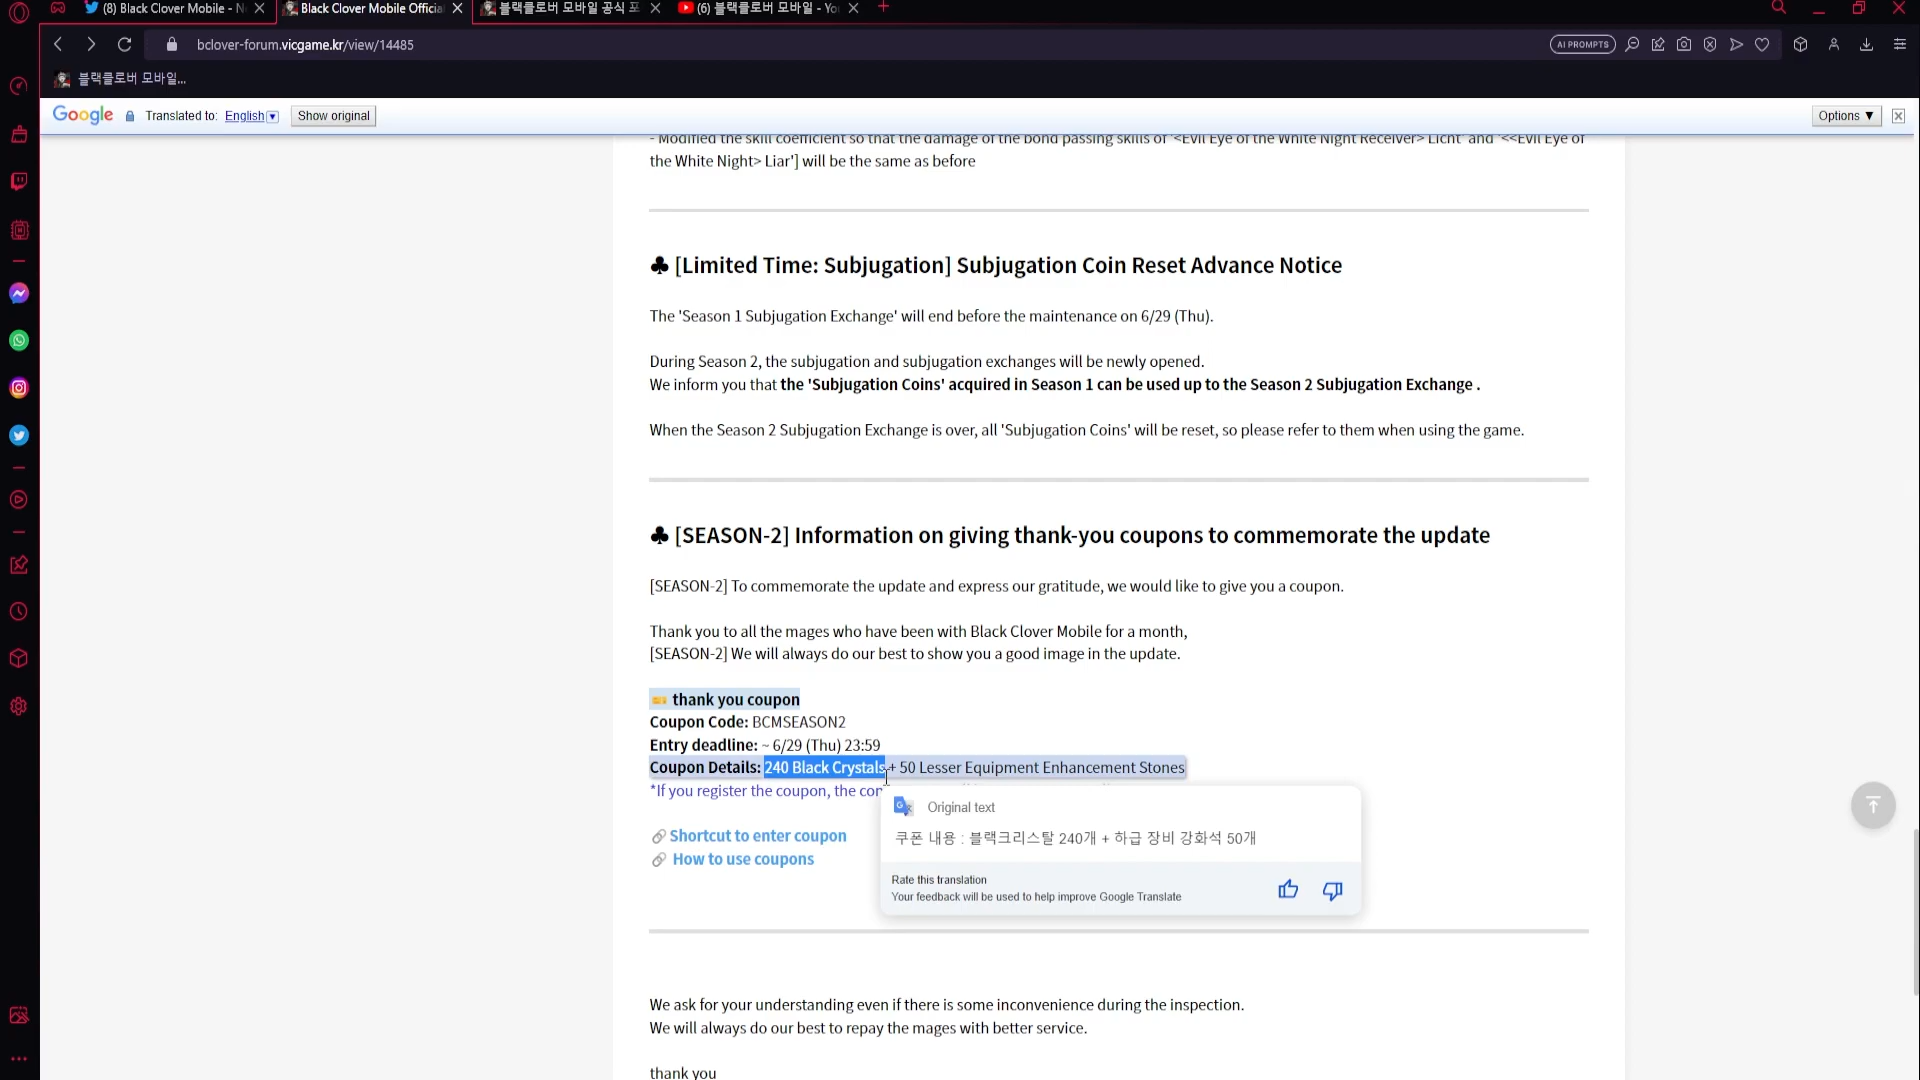 (8) Black Clover Mobile - N
Black Clover Mobile Officia
블랙클로버 모바일 공식 포
(6) 블랙클로버 모바일 - Yo
bclover-forum.vicgame.kr/view/14485
AI PROMPTS
블랙클로버 모바일...
Google
Translated to: English
Show original
Options ▼
- Modified the skill coefficient so that the damage of the bond passing skills of '<Evil Eye of the White Night Receiver> Licht' and '<<Evil Eye of
the White Night> Liar'] will be the same as before
♣ [Limited Time: Subjugation] Subjugation Coin Reset Advance Notice
The 'Season 1 Subjugation Exchange' will end before the maintenance on 6/29 (Thu).
During Season 2, the subjugation and subjugation exchanges will be newly opened.
We inform you that the 'Subjugation Coins' acquired in Season 1 can be used up to the Season 2 Subjugation Exchange .
When the Season 2 Subjugation Exchange is over, all 'Subjugation Coins' will be reset, so please refer to them when using the game.
♣ [SEASON-2] Information on giving thank-you coupons to commemorate the update
[SEASON-2] To commemorate the update and express our gratitude, we would like to give you a coupon.
Thank you to all the mages who have been with Black Clover Mobile for a month,
[SEASON-2] We will always do our best to show you a good image in the update.
thank you coupon
Coupon Code: BCMSEASON2
Entry deadline: ~ 6/29 (Thu) 23:59
Coupon Details: 240 Black Crystals + 50 Lesser Equipment Enhancement Stones
*If you register the coupon, the
Original text
쿠폰 내용 : 블랙크리스탈 240개 + 하급 장비 강화석 50개
Shortcut to enter coupon
How to use coupons
Rate this translation
Your feedback will be used to help improve Google Translate
We ask for your understanding even if there is some inconvenience during the inspection.
We will always do our best to repay the mages with better service.
thank you